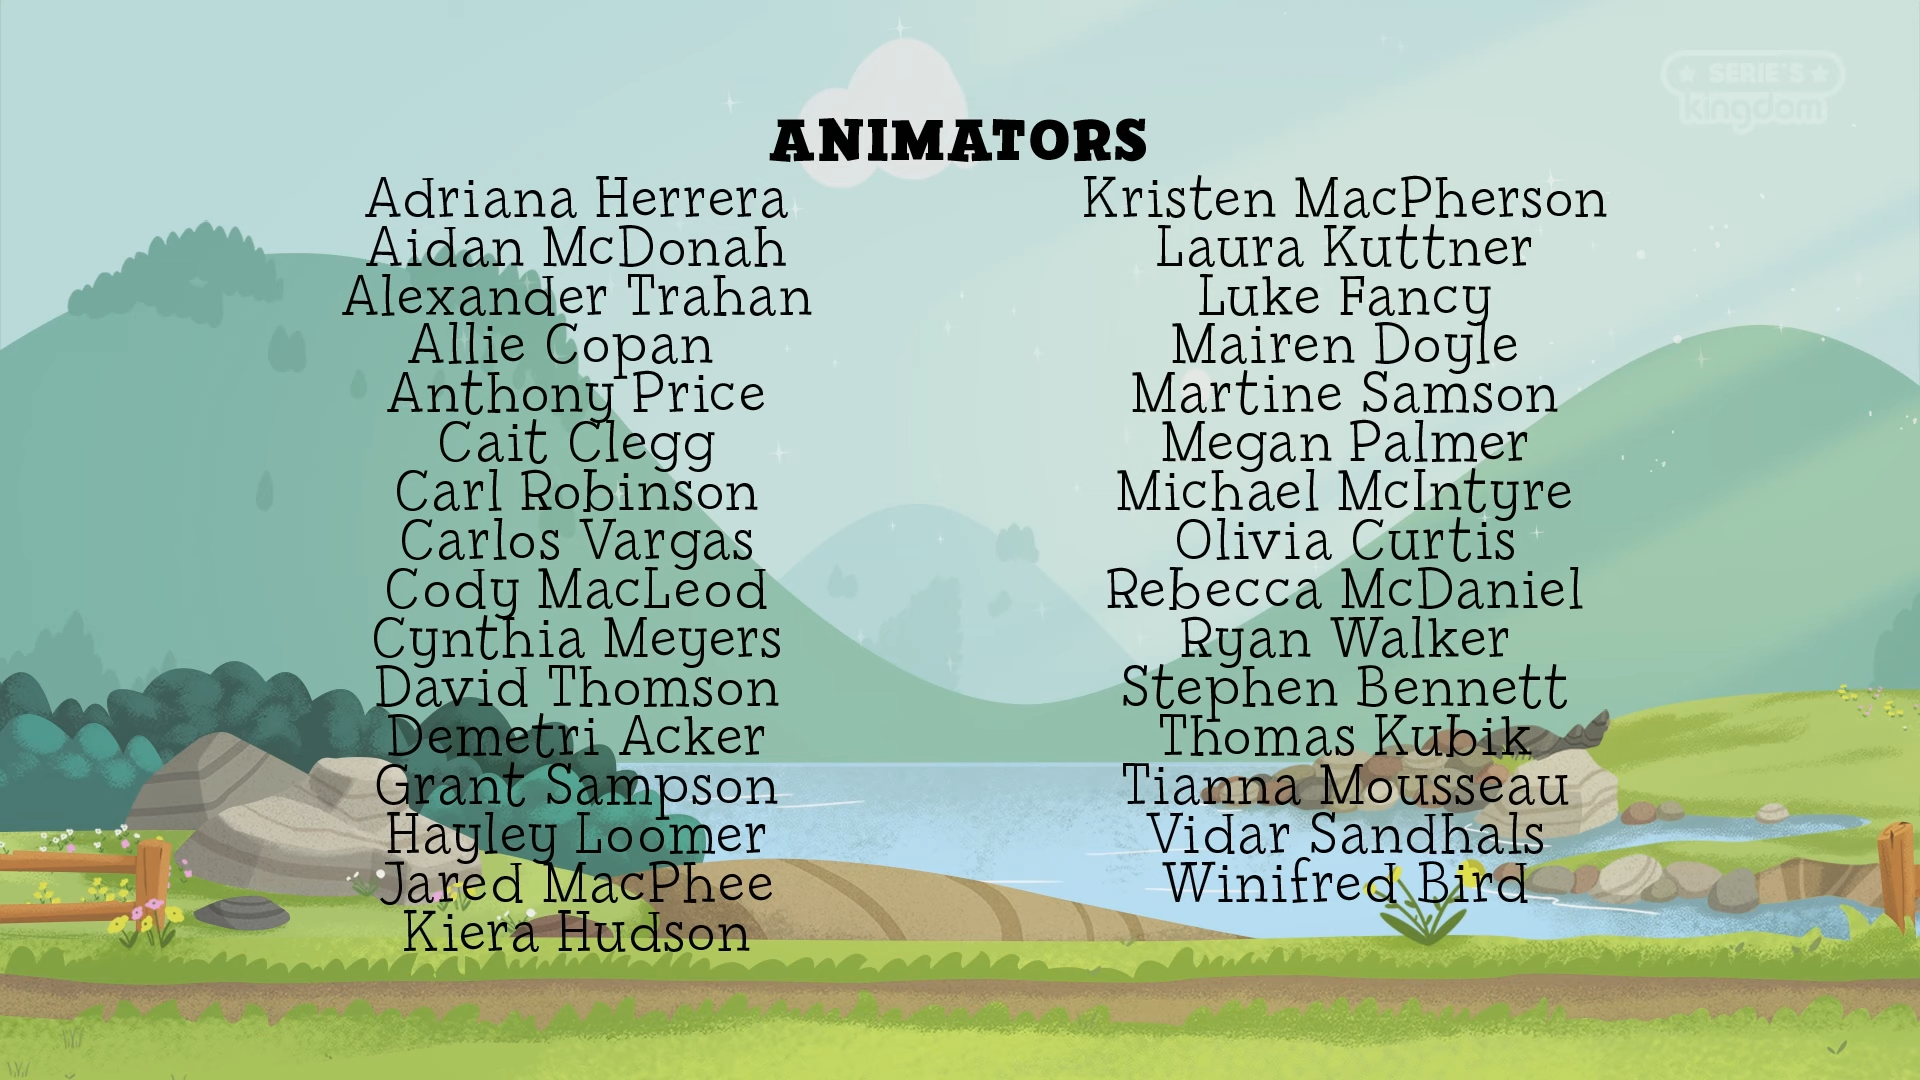 SERIE'S
kingdom
ANIMATORS
Adriana Herrera
Aidan McDonah
Alexander Trahan
Allie Copan
Anthony Price
Cait Clegg
Carl Robinson
Carlos Vargas
Cody MacLeod
Cynthia Meyers
David Thomson
Demetri Acker
Grant Sampson
Hayley Loomer
Jared MacPhee
Kiera Hudson
Kristen MacPherson
Laura Kuttner
Luke Fancy
Mairen Doyle
Martine Samson
Megan Palmer
Michael McIntyre
Olivia Curtis
Rebecca McDaniel
Ryan Walker
Stephen Bennett
Thomas Kubik
Tianna Mousseau
Vidar Sandhals
Winifred Bird